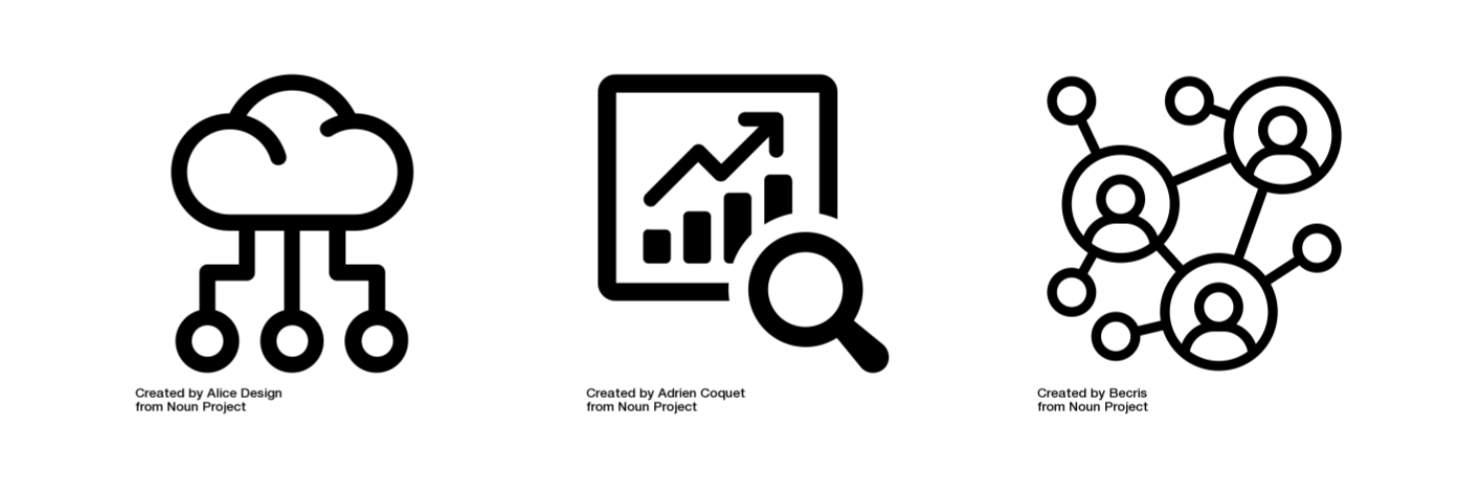 Created by Alice Design
from Noun Project
Created by Adrien Coquet
from Noun Project
Created by Becris
from Noun Project